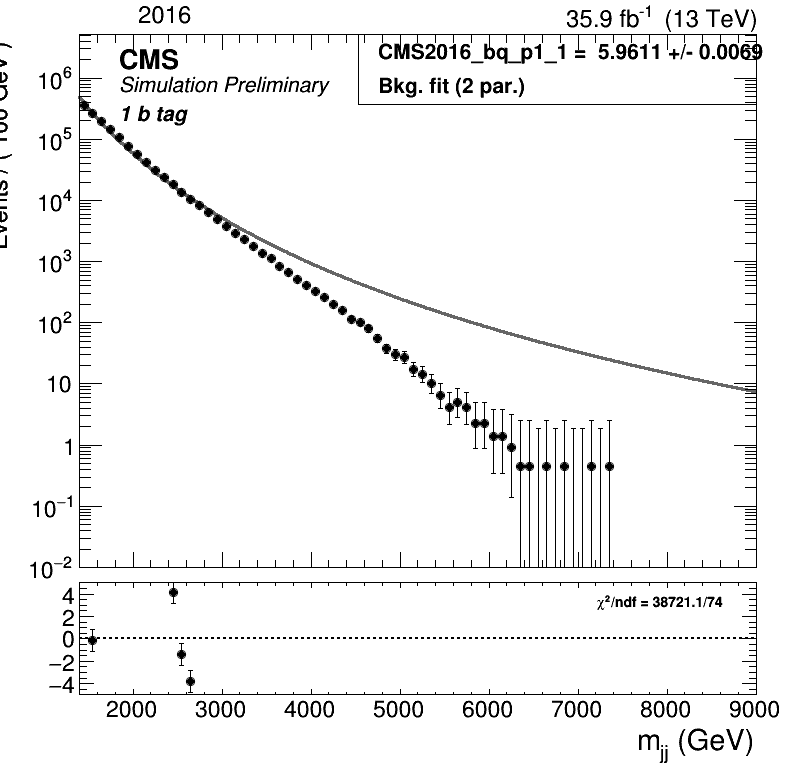 2016
35.9 fb⁻¹ (13 TeV)
CMS
Simulation Preliminary
1 b tag
CMS2016_bq_p1_1 = 5.9611 +/- 0.0069
Bkg. fit (2 par.)
Events / ( 100 GeV )
10⁶
10⁵
10⁴
10³
10²
10
1
10⁻¹
10⁻²
χ²/ndf = 38721.1/74
4
2
0
−2
−4
2000 3000 4000 5000 6000 7000 8000 9000
m_jj (GeV)